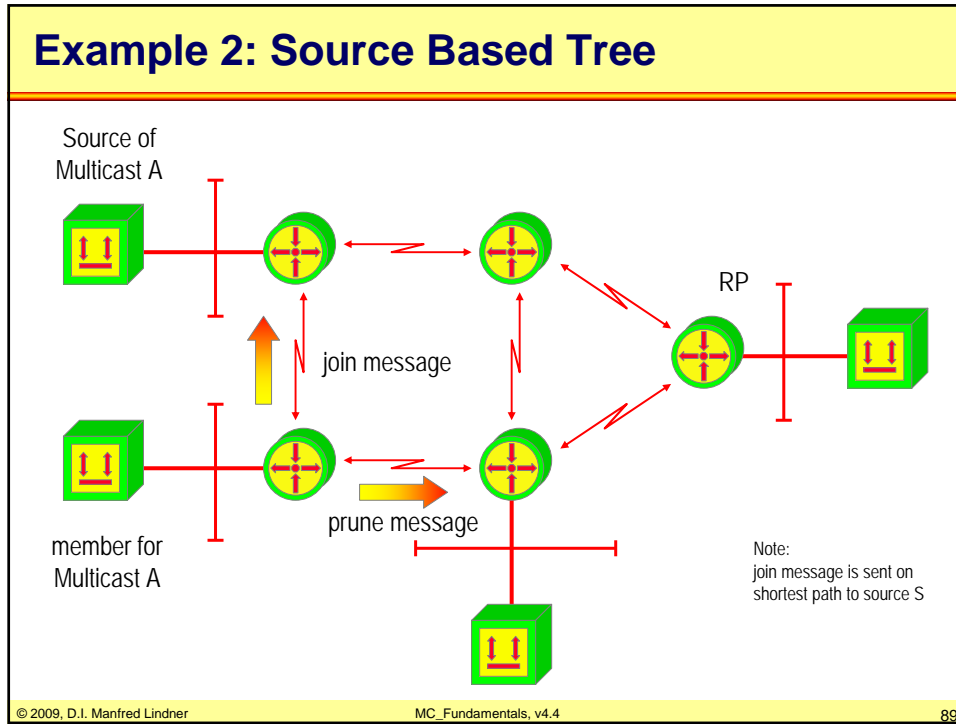 Example 2: Source Based Tree
Source of
Multicast A
RP
join message
prune message
member for
Multicast A
Note:
join message is sent on
shortest path to source S
© 2009, D.I. Manfred Lindner
MC_Fundamentals, v4.4
89